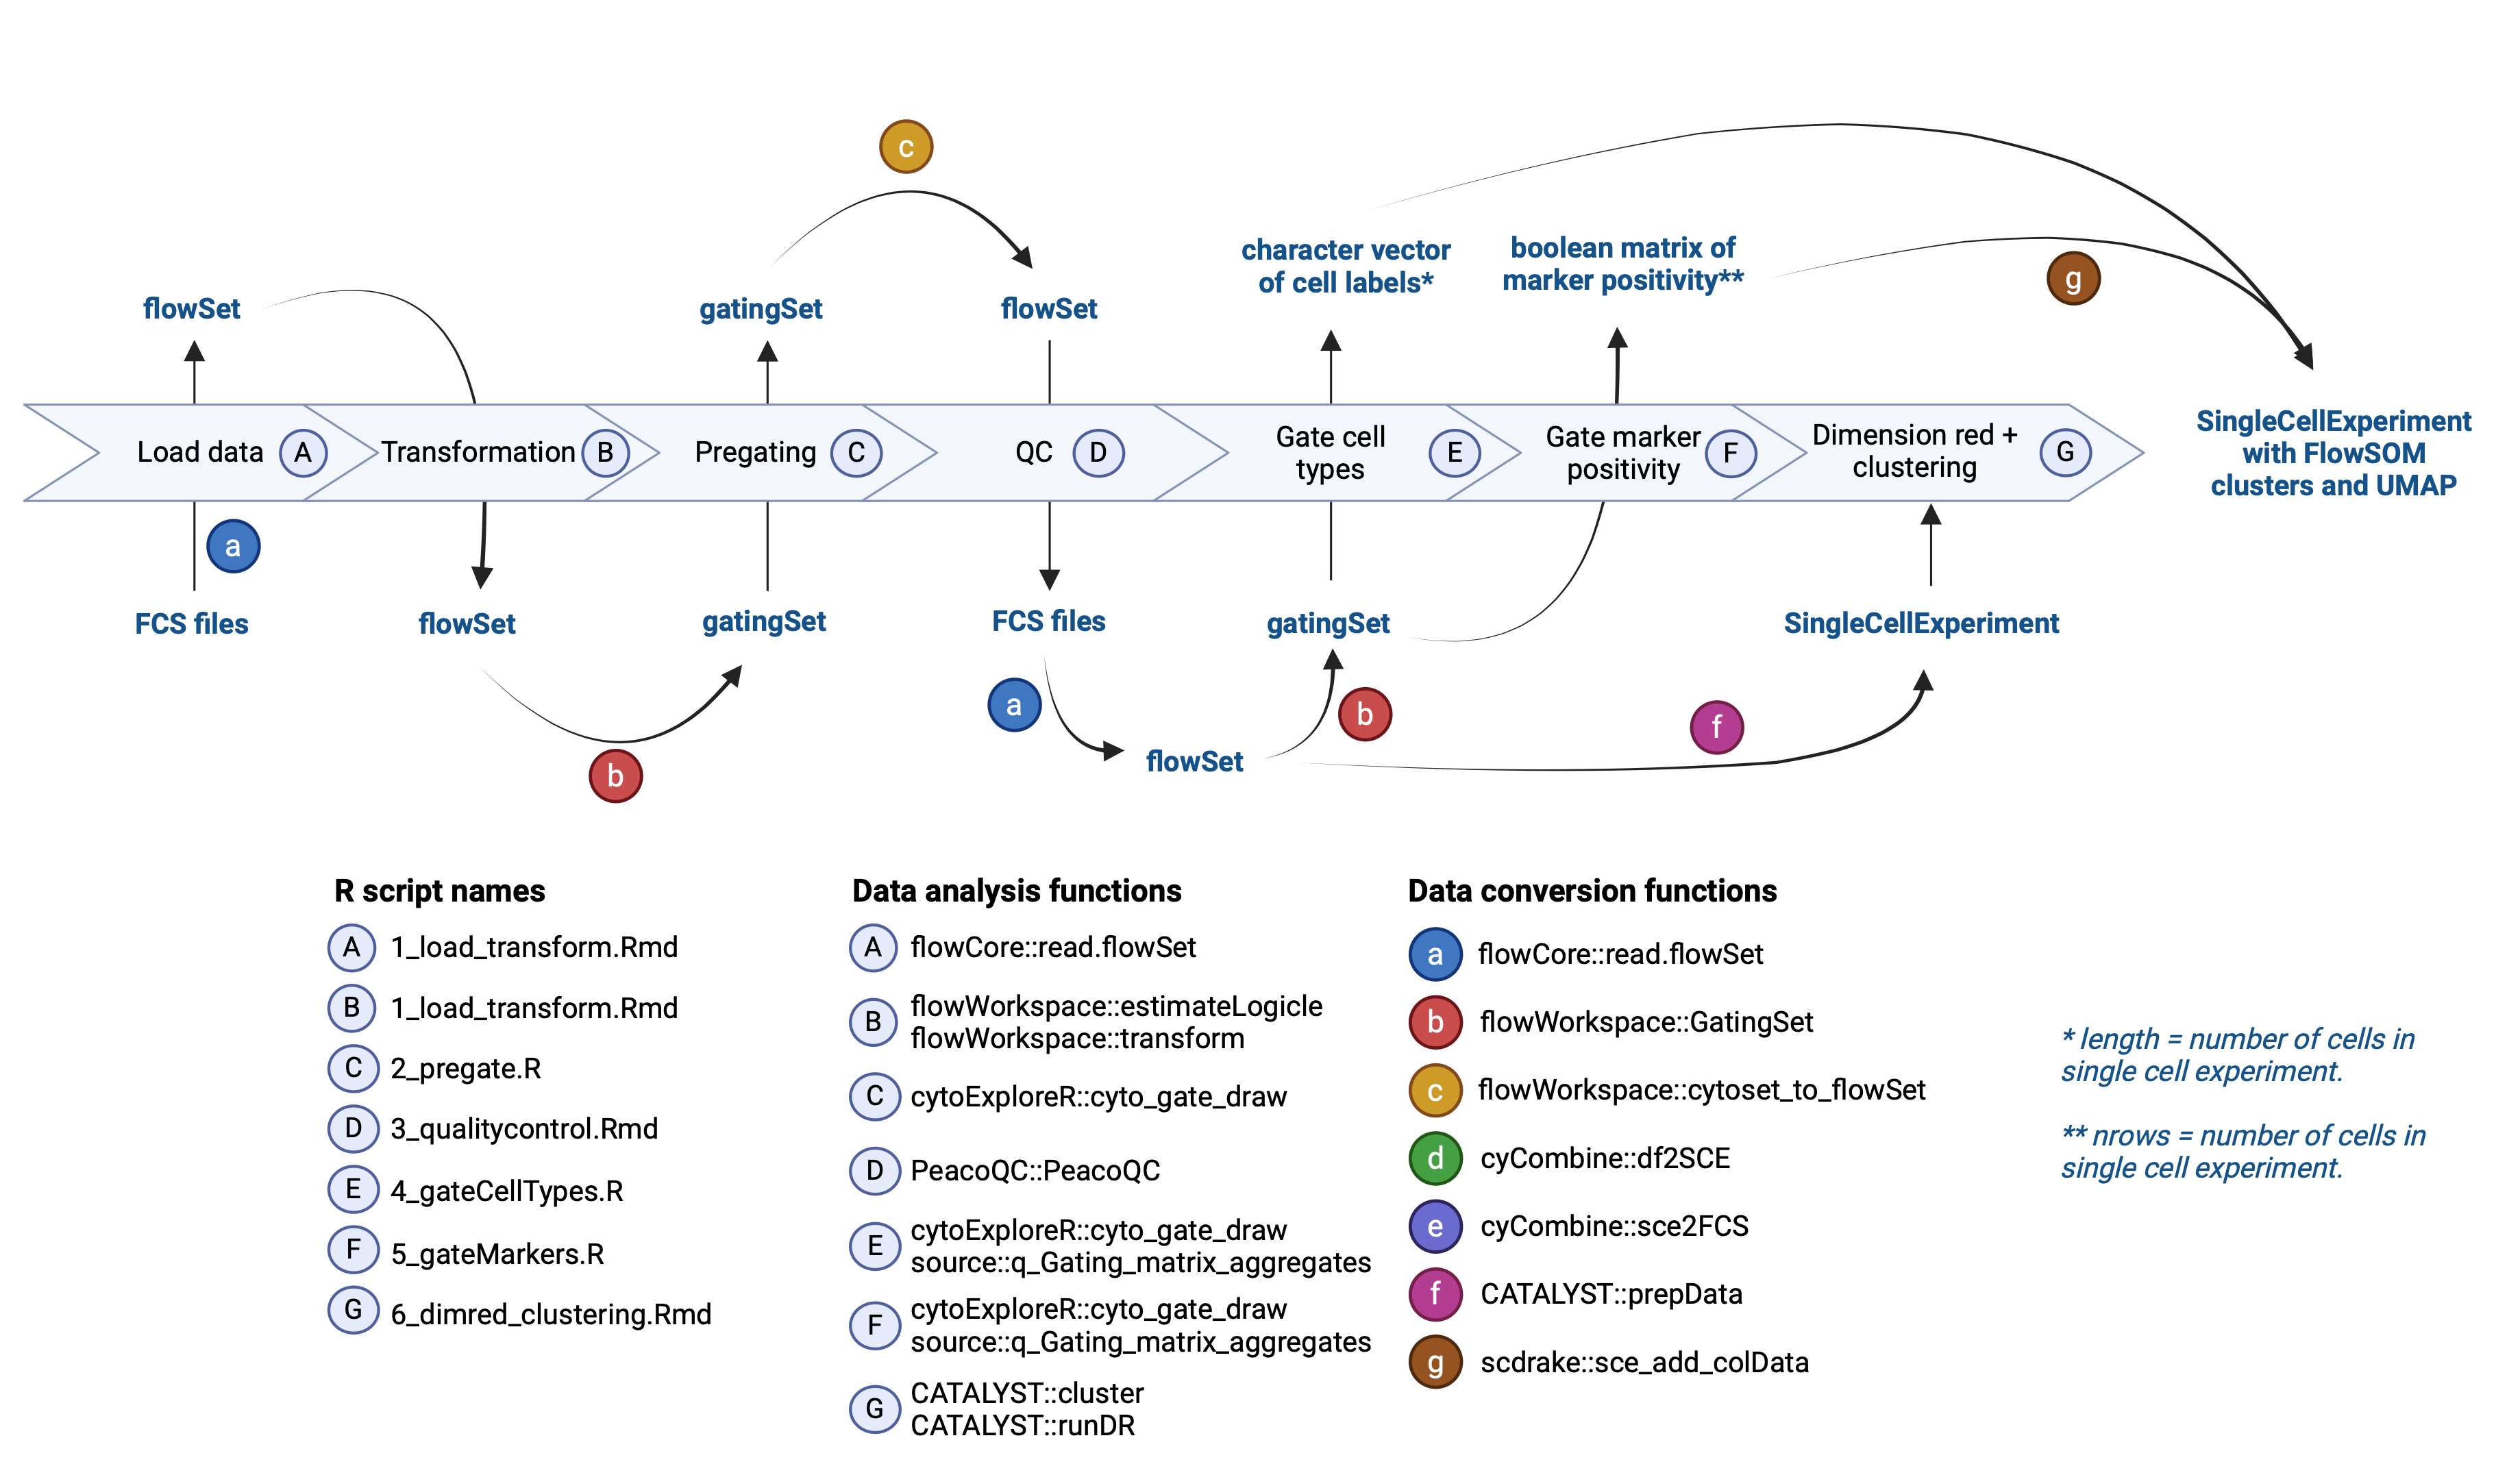 c
character vector
of cell labels*
boolean matrix of
marker positivity**
g
flowSet
gatingSet
flowSet
Load data A
Transformation B
Pregating C
QC D
Gate cell
types
E
Gate marker
positivity
F
Dimension red +
clustering
G
SingleCellExperiment
with FlowSOM
clusters and UMAP
a
FCS files
flowSet
gatingSet
FCS files
gatingSet
SingleCellExperiment
b
a
flowSet
b
f
R script names
A 1_load_transform.Rmd
B 1_load_transform.Rmd
C 2_pregate.R
D 3_qualitycontrol.Rmd
E 4_gateCellTypes.R
F 5_gateMarkers.R
G 6_dimred_clustering.Rmd
Data analysis functions
A flowCore::read.flowSet
B flowWorkspace::estimateLogicle
flowWorkspace::transform
C cytoExploreR::cyto_gate_draw
D PeacoQC::PeacoQC
E cytoExploreR::cyto_gate_draw
source::q_Gating_matrix_aggregates
F cytoExploreR::cyto_gate_draw
source::q_Gating_matrix_aggregates
G CATALYST::cluster
CATALYST::runDR
Data conversion functions
a flowCore::read.flowSet
b flowWorkspace::GatingSet
c flowWorkspace::cytoset_to_flowSet
d cyCombine::df2SCE
e cyCombine::sce2FCS
f CATALYST::prepData
g scdrake::sce_add_colData
* length = number of cells in
single cell experiment.
** nrows = number of cells in
single cell experiment.